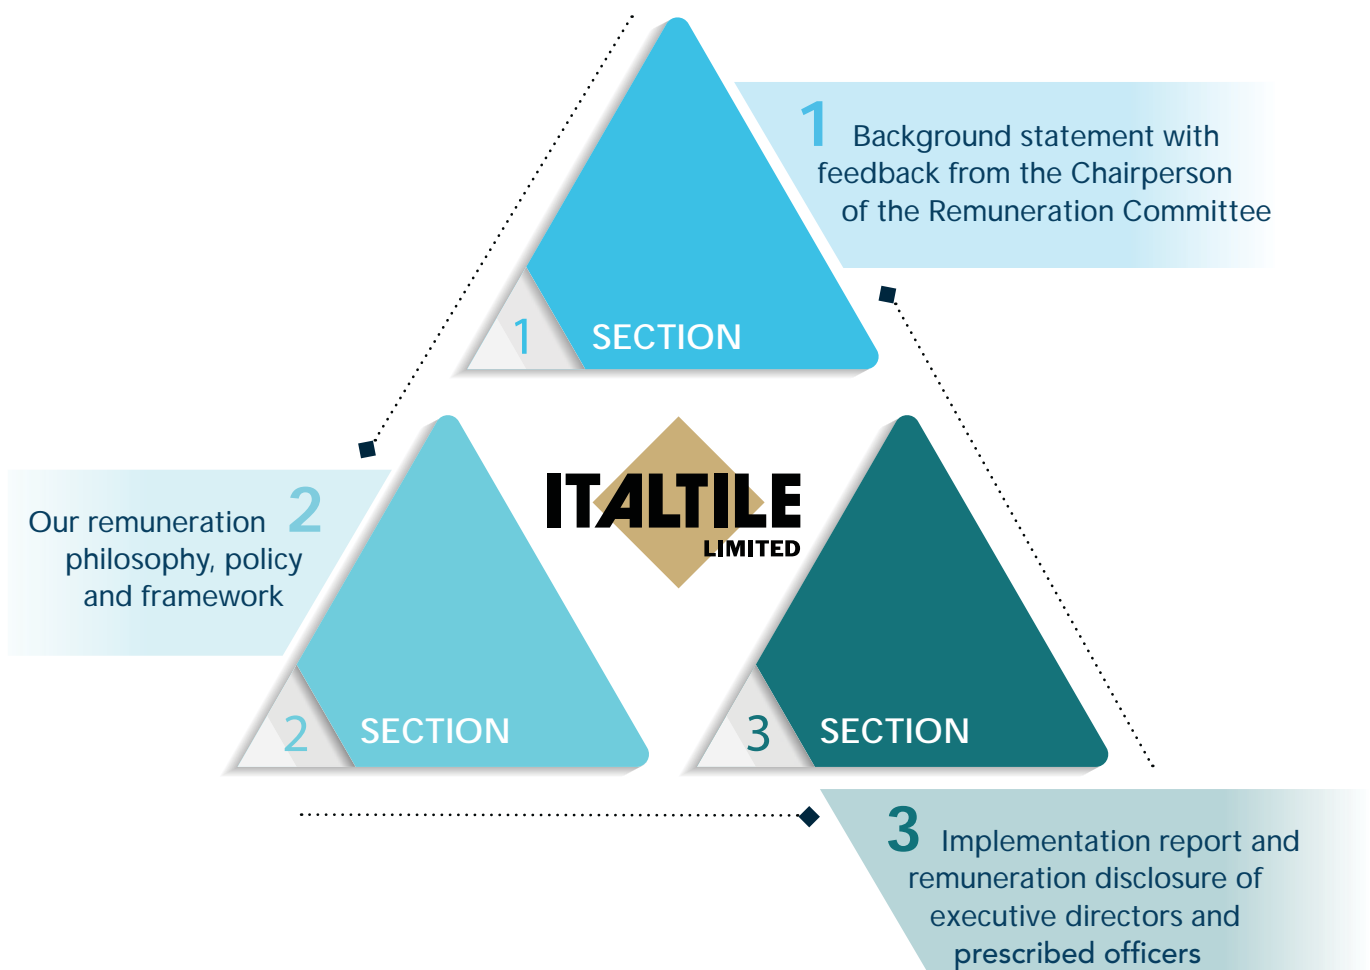 1 Background statement with
feedback from the Chairperson
of the Remuneration Committee
1 SECTION
Our remuneration 2
philosophy, policy
and framework
ITALTILE
LIMITED
2 SECTION
3 SECTION
3 Implementation report and
remuneration disclosure of
executive directors and
prescribed officers